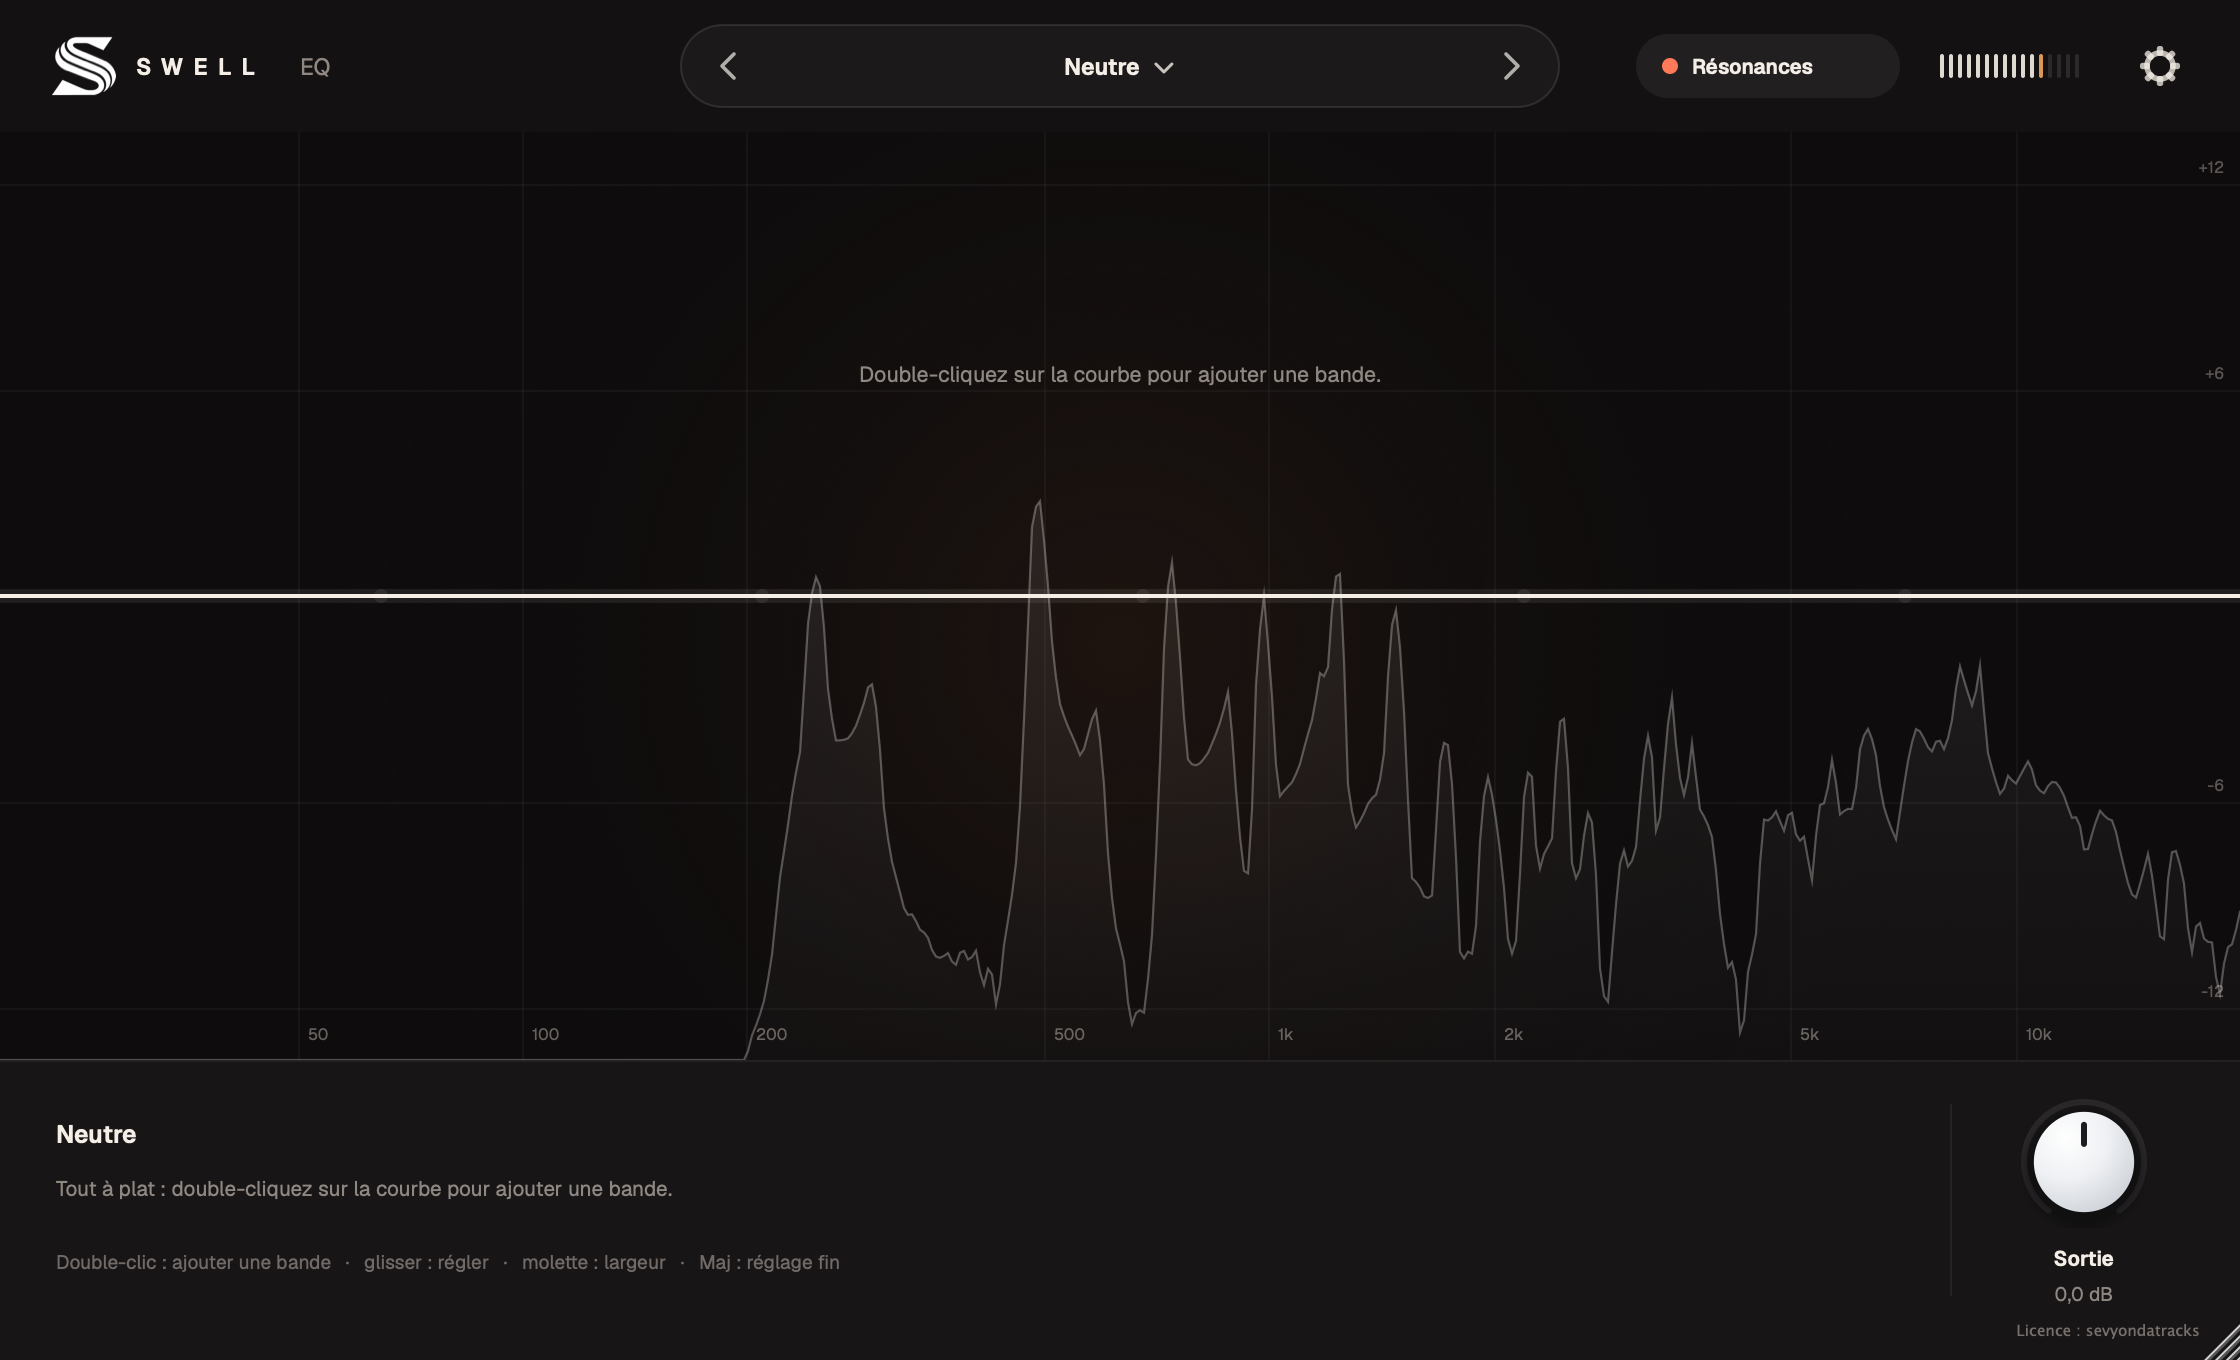 SWELL EQ
Neutre
Résonances
+12
Double-cliquez sur la courbe pour ajouter une bande.
+6
-6
-12
50 100 200 500 1k 2k 5k 10k
Neutre
Tout à plat : double-cliquez sur la courbe pour ajouter une bande.
Double-clic : ajouter une bande · glisser : régler · molette : largeur · Maj : réglage fin
Sortie
0,0 dB
Licence : sevyondatracks